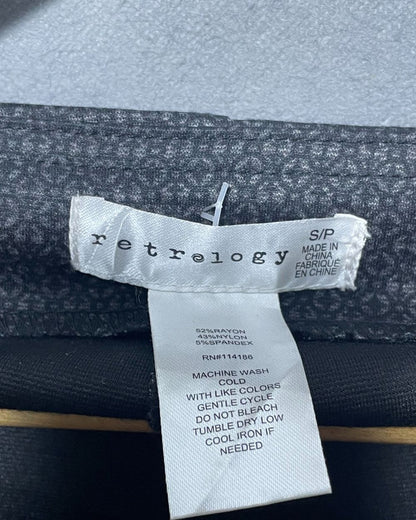 retrology
S/P
MADE IN
CHINA
FABRIQUÉ
EN CHINE
52%RAYON
43%NYLON
5%SPANDEX
RN#114186
MACHINE WASH
COLD
WITH LIKE COLORS
GENTLE CYCLE
DO NOT BLEACH
TUMBLE DRY LOW
COOL IRON IF
NEEDED